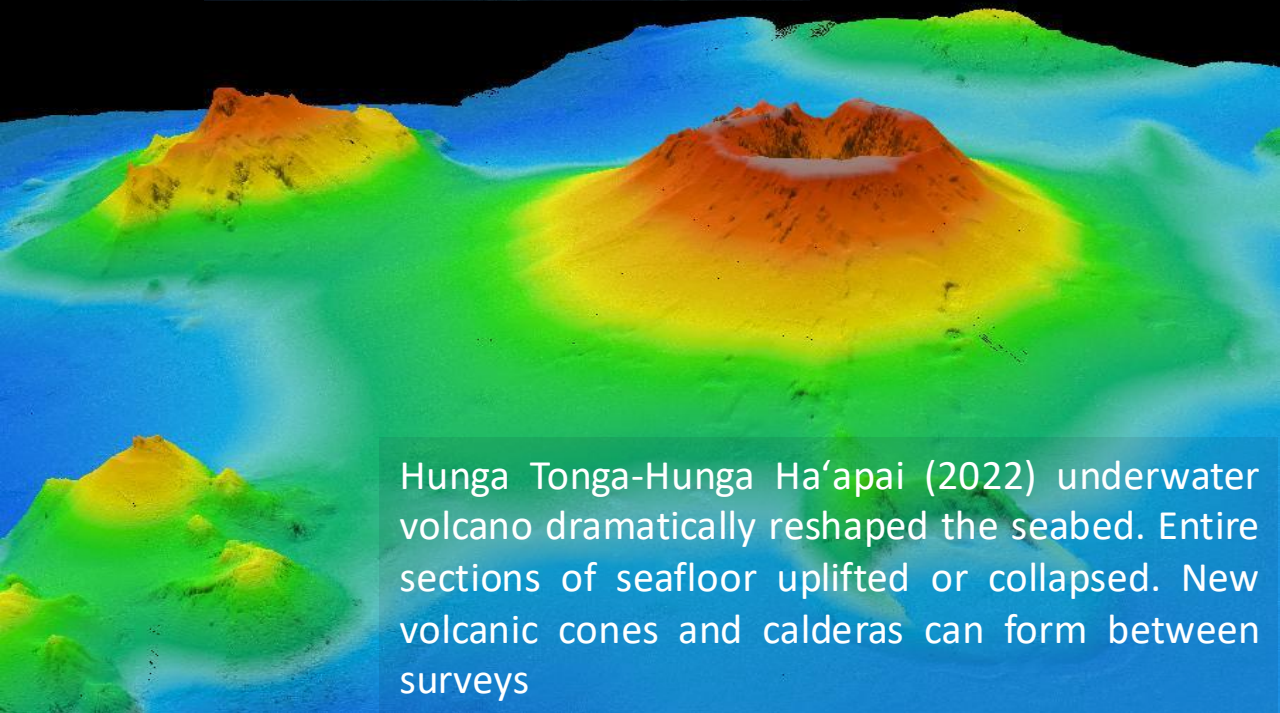 Hunga Tonga-Hunga Ha‘apai (2022) underwater
volcano dramatically reshaped the seabed. Entire
sections of seafloor uplifted or collapsed. New
volcanic cones and calderas can form between
surveys